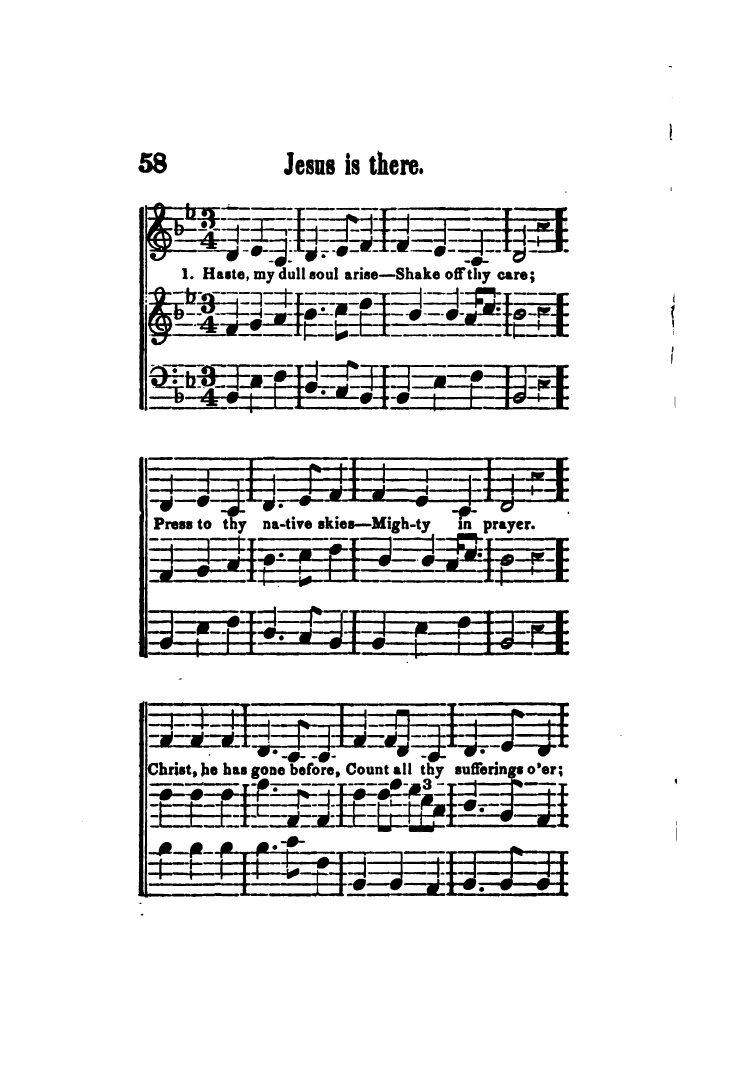 58 Jesus is there.
1. Haste, my dull soul arise—Shake off thy care;
Press to thy na-tive skies—Migh-ty in prayer.
Christ, he has gone before, Count all thy sufferings o'er;
3